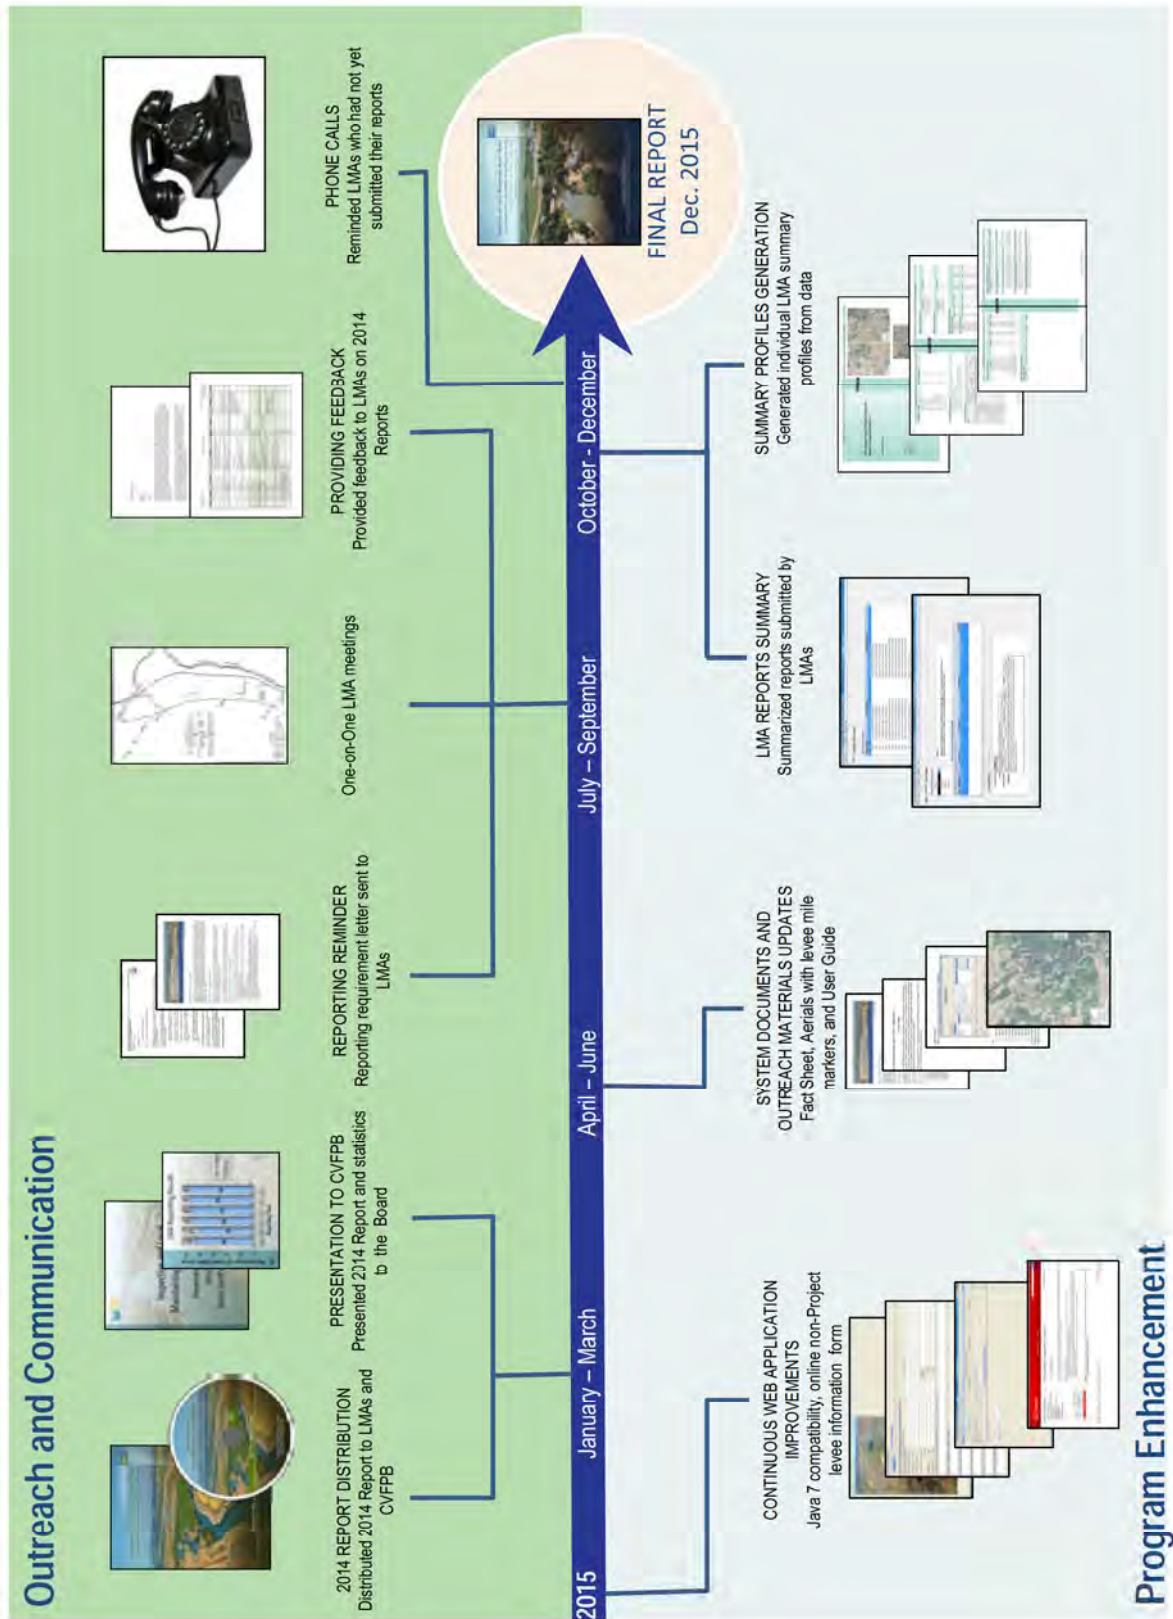 Outreach and Communication
2014 REPORT DISTRIBUTION
Distributed 2014 Report to LMAs and
CVFPB
PRESENTATION TO CVFPB
Presented 2014 Report and statistics
to the Board
REPORTING REMINDER
Reporting requirement letter sent to
LMAs
One-on-One LMA meetings
PROVIDING FEEDBACK
Provided feedback to LMAs on 2014
Reports
PHONE CALLS
Reminded LMAs who had not yet
submitted their reports
2015
January – March
April – June
July – September
October - December
FINAL REPORT
Dec. 2015
CONTINUOUS WEB APPLICATION
IMPROVEMENTS
Java 7 compatibility, online non-Project
levee information form
SYSTEM DOCUMENTS AND
OUTREACH MATERIALS UPDATES
Fact Sheet, Aerials with levee mile
markers, and User Guide
LMA REPORTS SUMMARY
Summarized reports submitted by
LMAs
SUMMARY PROFILES GENERATION
Generated individual LMA summary
profiles from data
Program Enhancement